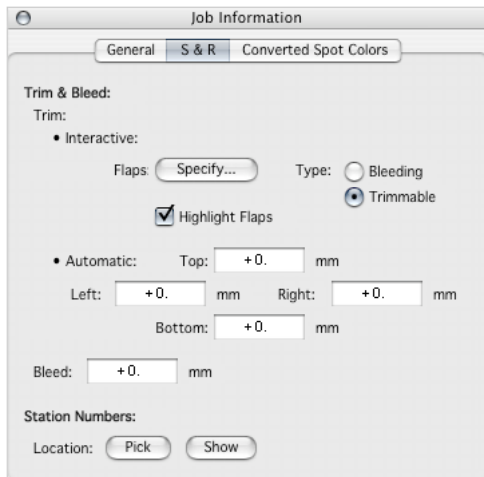 Job Information
General S & R Converted Spot Colors
Trim & Bleed:
Trim:
• Interactive:
Flaps: Specify... Type: Bleeding
Trimmable
Highlight Flaps
• Automatic: Top: +0. mm
Left: +0. mm Right: +0. mm
Bottom: +0. mm
Bleed: +0. mm
Station Numbers:
Location: Pick Show